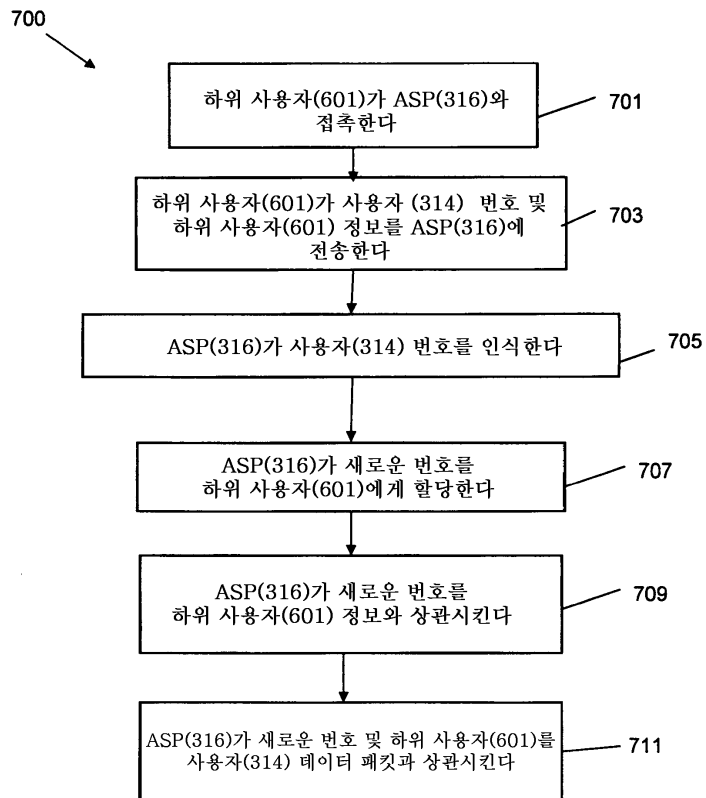 700
하위 사용자(601)가 ASP(316)와
접촉한다
701
하위 사용자(601)가 사용자 (314) 번호 및
하위 사용자(601) 정보를 ASP(316)에
전송한다
703
ASP(316)가 사용자(314) 번호를 인식한다
705
ASP(316)가 새로운 번호를
하위 사용자(601)에게 할당한다
707
ASP(316)가 새로운 번호를
하위 사용자(601) 정보와 상관시킨다
709
ASP(316)가 새로운 번호 및 하위 사용자(601)를
사용자(314) 데이터 패킷과 상관시킨다
711